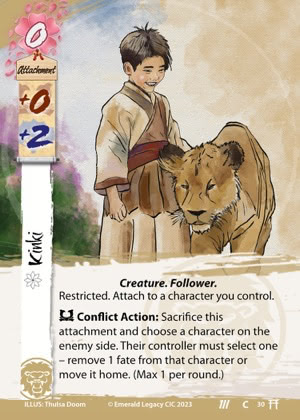 0
Attachment
+0
+2
Kinki
Creature. Follower.
Restricted. Attach to a character you control.
Conflict Action: Sacrifice this
attachment and choose a character on the
enemy side. Their controller must select one
– remove 1 fate from that character or
move it home. (Max 1 per round.)
ILLUS: Thulsa Doom
© Emerald Legacy CIC 2023
C
30